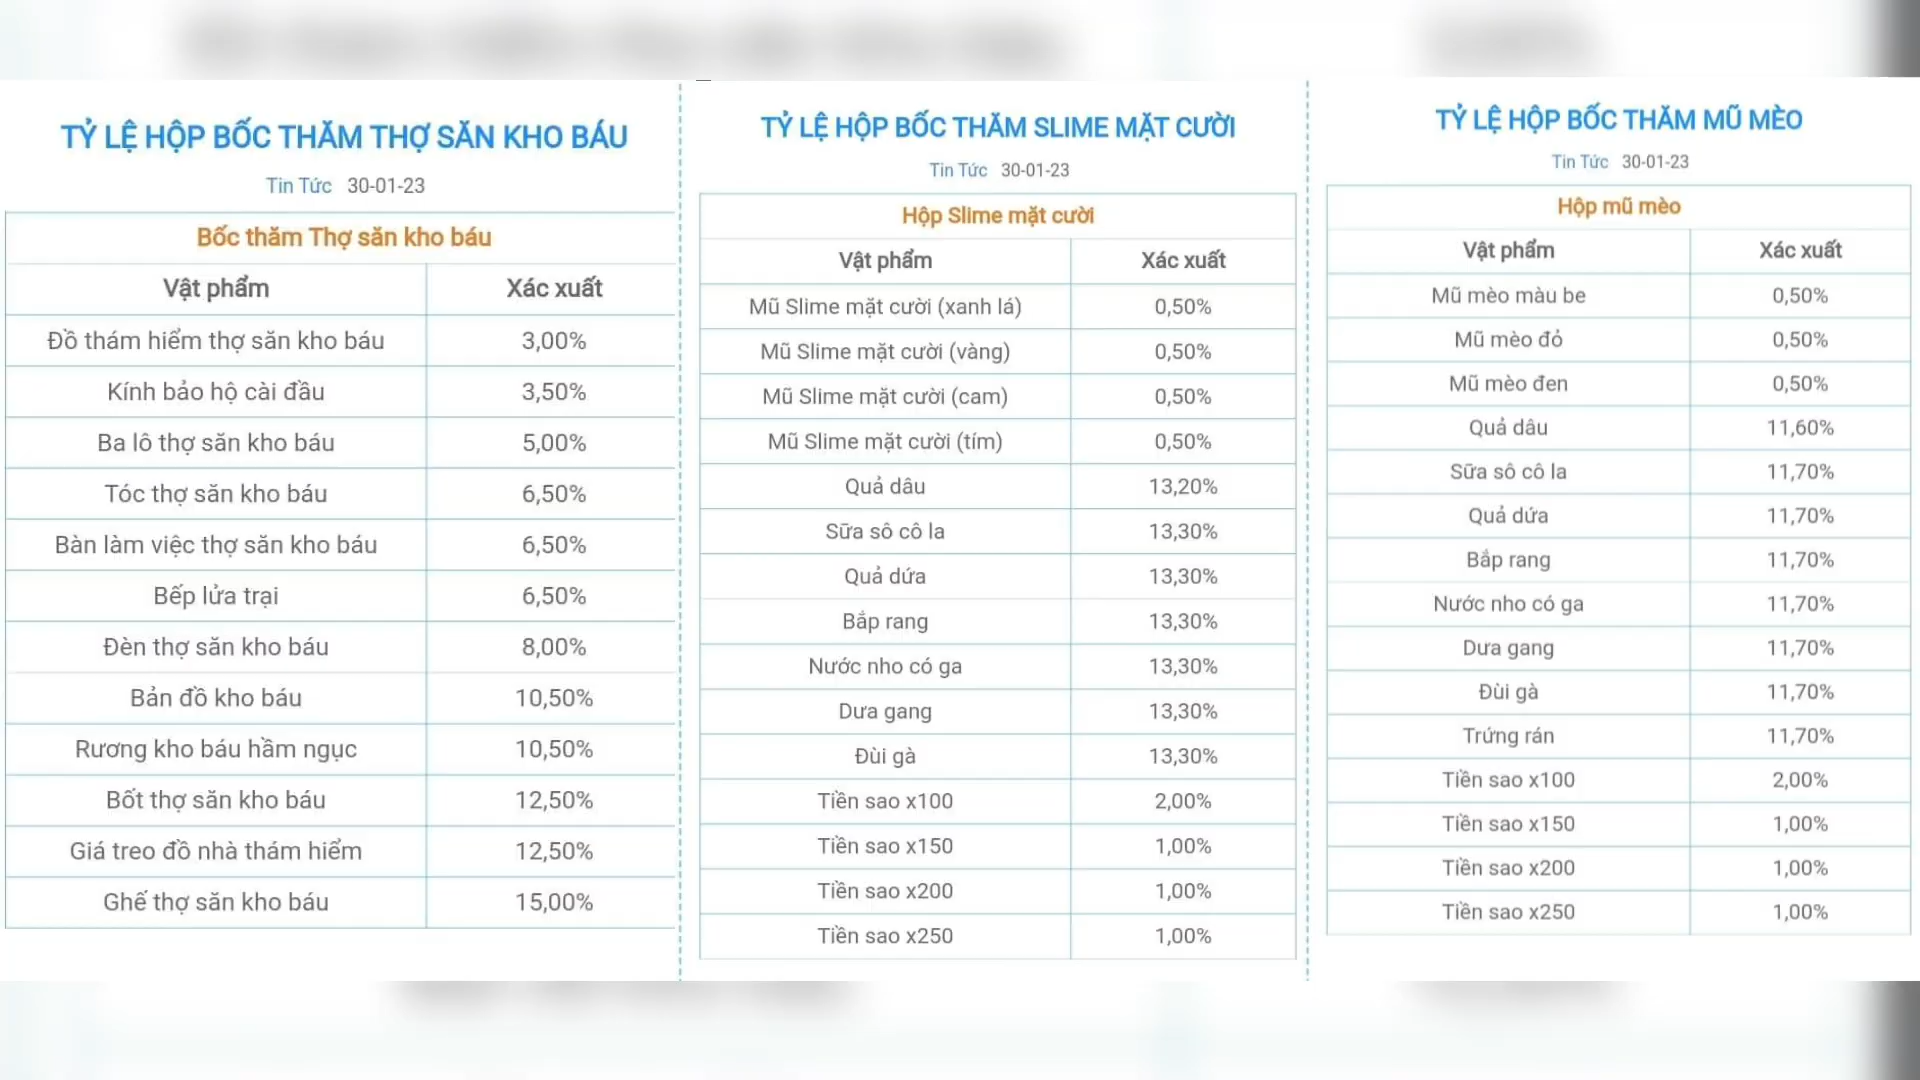 TỶ LỆ HỘP BỐC THĂM THỢ SĂN KHO BÁU
Tin Tức 30-01-23
Bốc thăm Thợ săn kho báu
Vật phẩm Xác xuất
Đồ thám hiểm thợ săn kho báu 3,00%
Kính bảo hộ cài đầu 3,50%
Ba lô thợ săn kho báu 5,00%
Tóc thợ săn kho báu 6,50%
Bàn làm việc thợ săn kho báu 6,50%
Bếp lửa trại 6,50%
Đèn thợ săn kho báu 8,00%
Bản đồ kho báu 10,50%
Rương kho báu hầm ngục 10,50%
Bốt thợ săn kho báu 12,50%
Giá treo đồ nhà thám hiểm 12,50%
Ghế thợ săn kho báu 15,00%
TỶ LỆ HỘP BỐC THĂM SLIME MẶT CƯỜI
Tin Tức 30-01-23
Hộp Slime mặt cười
Vật phẩm Xác xuất
Mũ Slime mặt cười (xanh lá) 0,50%
Mũ Slime mặt cười (vàng) 0,50%
Mũ Slime mặt cười (cam) 0,50%
Mũ Slime mặt cười (tím) 0,50%
Quả dâu 13,20%
Sữa sô cô la 13,30%
Quả dứa 13,30%
Bắp rang 13,30%
Nước nho có ga 13,30%
Dưa gang 13,30%
Đùi gà 13,30%
Tiền sao x100 2,00%
Tiền sao x150 1,00%
Tiền sao x200 1,00%
Tiền sao x250 1,00%
TỶ LỆ HỘP BỐC THĂM MŨ MÈO
Tin Tức 30-01-23
Hộp mũ mèo
Vật phẩm Xác xuất
Mũ mèo màu be 0,50%
Mũ mèo đỏ 0,50%
Mũ mèo đen 0,50%
Quả dâu 11,60%
Sữa sô cô la 11,70%
Quả dứa 11,70%
Bắp rang 11,70%
Nước nho có ga 11,70%
Dưa gang 11,70%
Đùi gà 11,70%
Trứng rán 11,70%
Tiền sao x100 2,00%
Tiền sao x150 1,00%
Tiền sao x200 1,00%
Tiền sao x250 1,00%